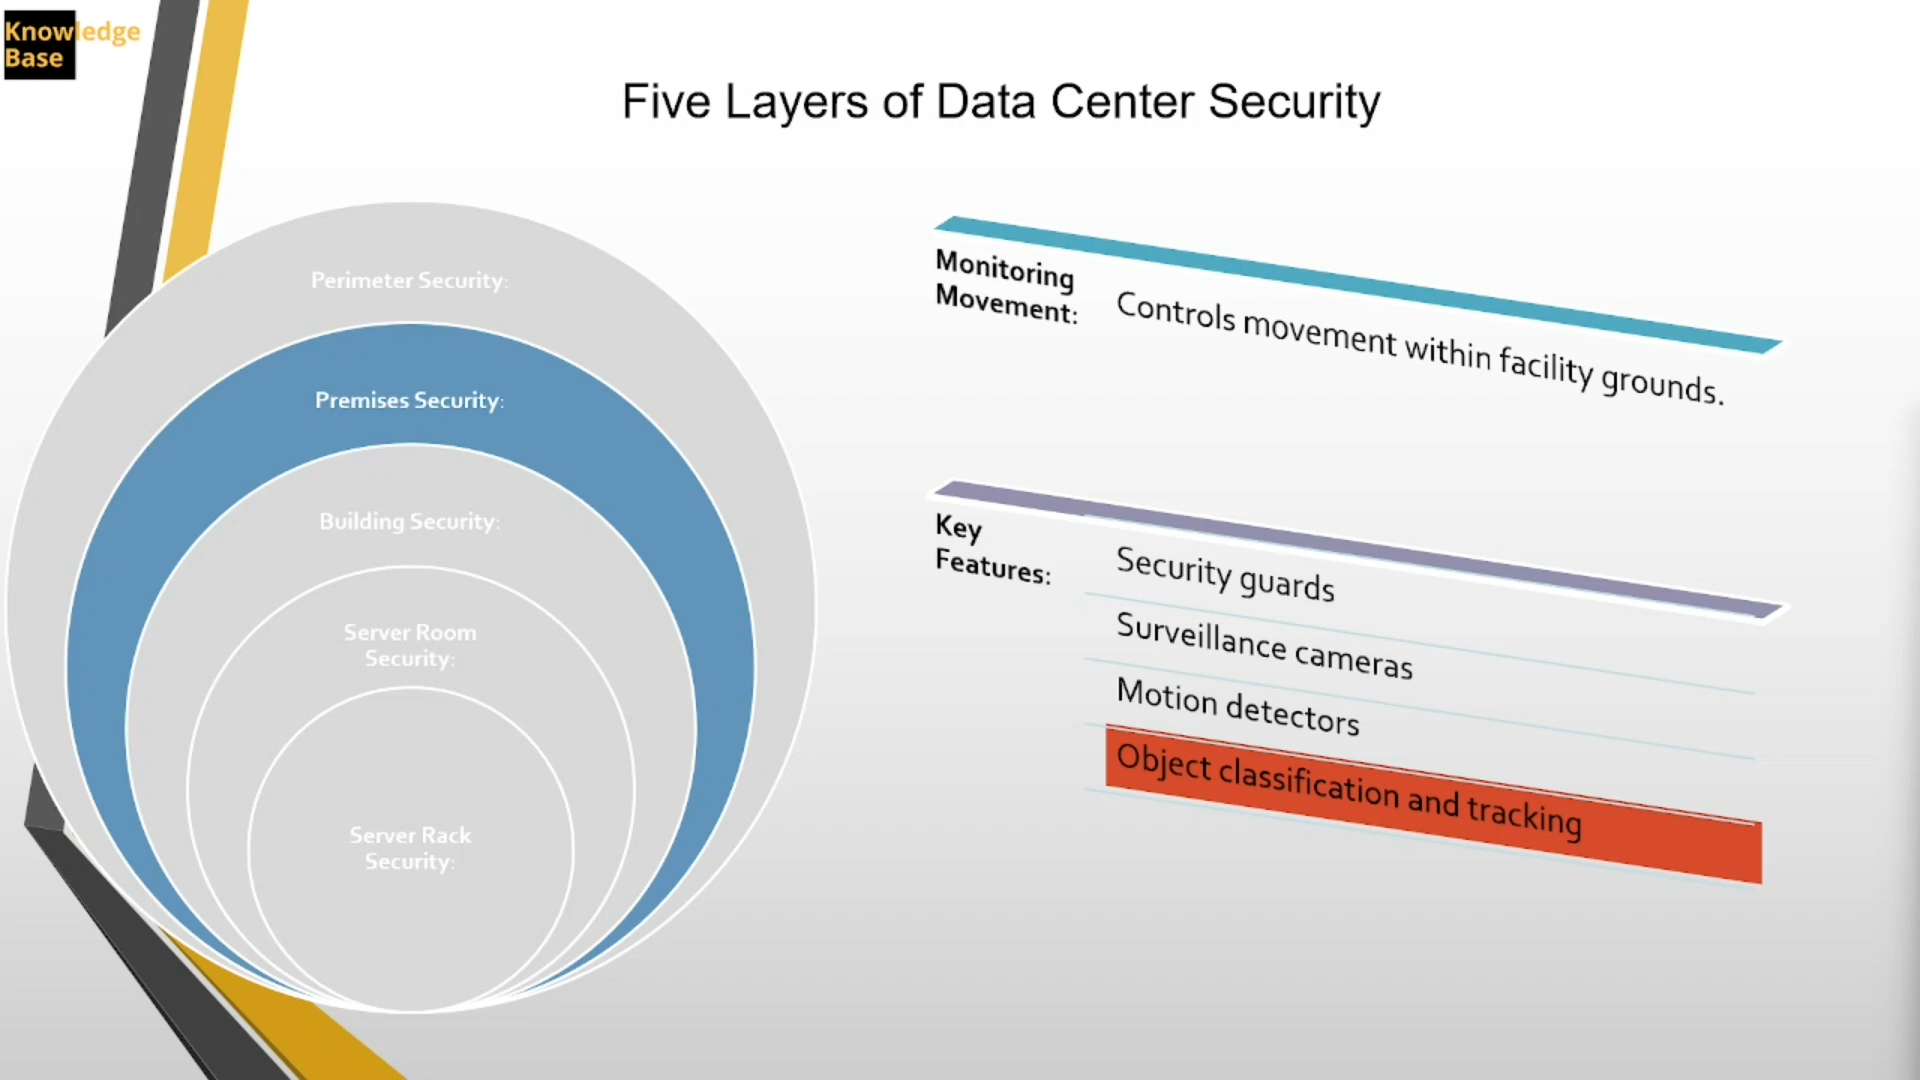 Knowledge
Base
Five Layers of Data Center Security
Perimeter Security:
Premises Security:
Building Security:
Server Room
Security:
Server Rack
Security:
Monitoring
Movement:
Controls movement within facility grounds.
Key
Features:
Security guards
Surveillance cameras
Motion detectors
Object classification and tracking